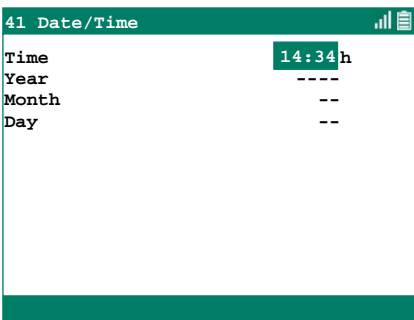 41 Date/Time
Time 14:34 h
Year ----
Month --
Day --